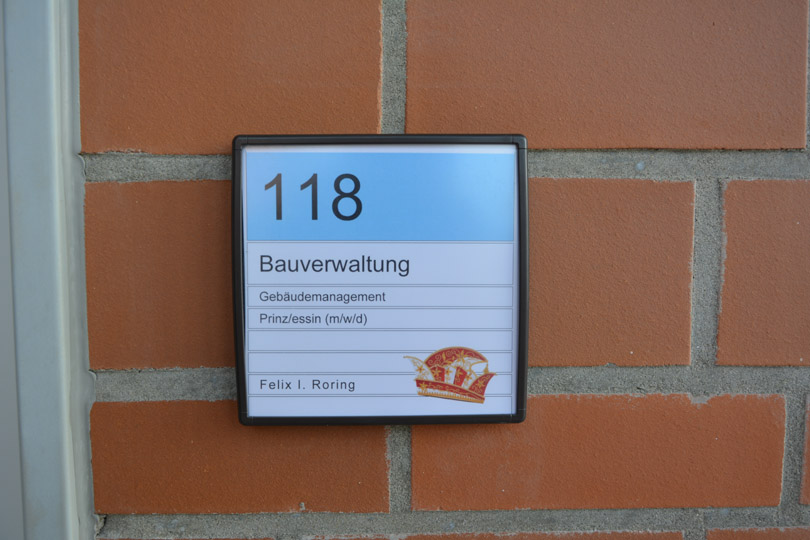 118
Bauverwaltung
Gebäudemanagement
Prinz/essin (m/w/d)
Felix I. Roring